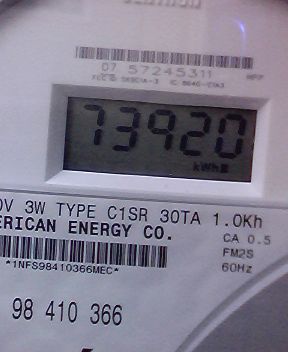 07 57245311
73920
kWh
0V 3W TYPE C1SR 30TA 1.0Kh
ERICAN ENERGY CO.
CA 0.5
FM2S
60Hz
*1NFS98410366MEC*
98 410 366